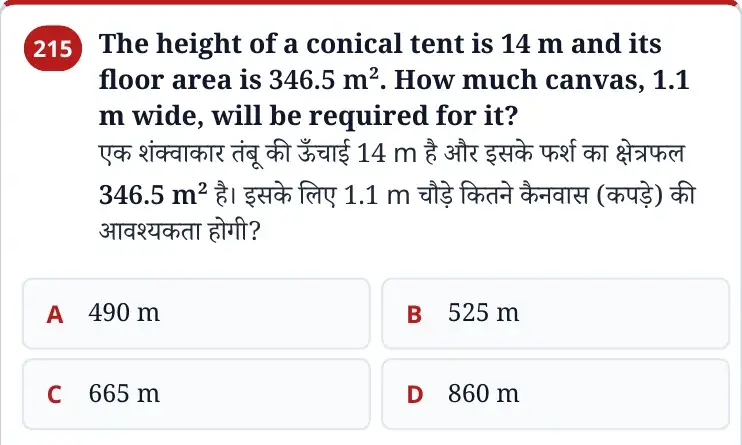 215 The height of a conical tent is 14 m and its
floor area is 346.5 m². How much canvas, 1.1
m wide, will be required for it?
एक शंक्वाकार तंबू की ऊँचाई 14 m है और इसके फर्श का क्षेत्रफल
346.5 m² है। इसके लिए 1.1 m चौड़े कितने कैनवास (कपड़े) की
आवश्यकता होगी?
A 490 m
B 525 m
C 665 m
D 860 m